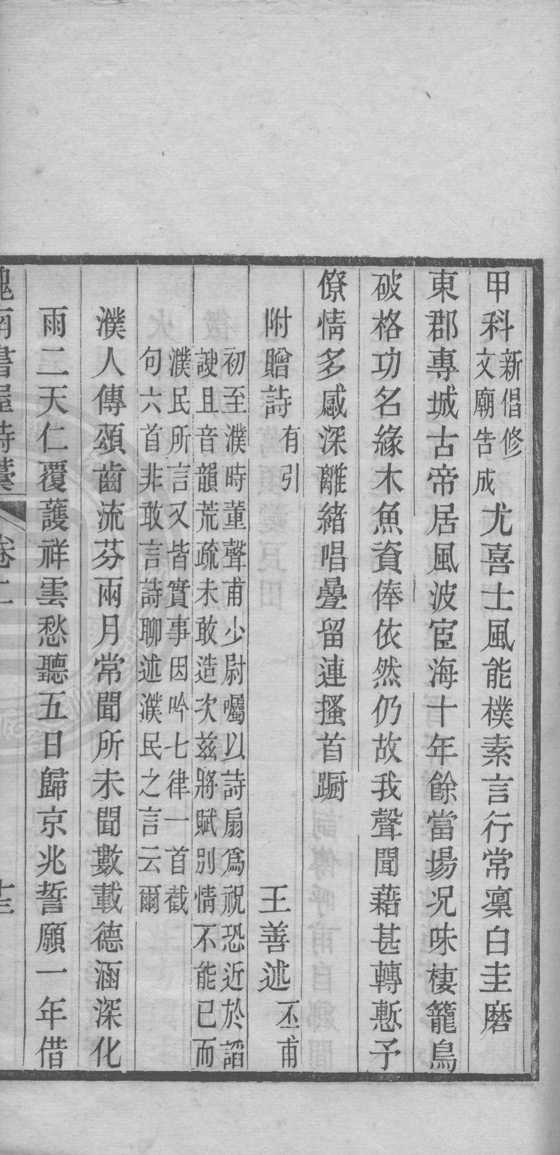 甲科新倡修文廟告成尤喜士風能樸素言行常凜白圭磨
東郡專城古帝居風波宦海十年餘當場况味棲籠鳥
破格功名緣木魚資俸依然仍故我聲聞藉甚轉慙予
僚情多感深離緒唱疊留連搔首蹰
附贈詩有引 王善述丕甫
初至濮時董聲甫少尉囑以詩扇爲祝恐近於諂
諛且音韻荒疏未敢造次兹將賦别情不能已而
濮民所言又皆實事因吟七律一首截
句六首非敢言詩聊述濮民之言云爾
濮人傳頌齒流芬兩月常聞所未聞數載德涵深化
雨二天仁覆護祥雲愁聽五日歸京兆誓願一年借
南書屋詩 卷二 十三